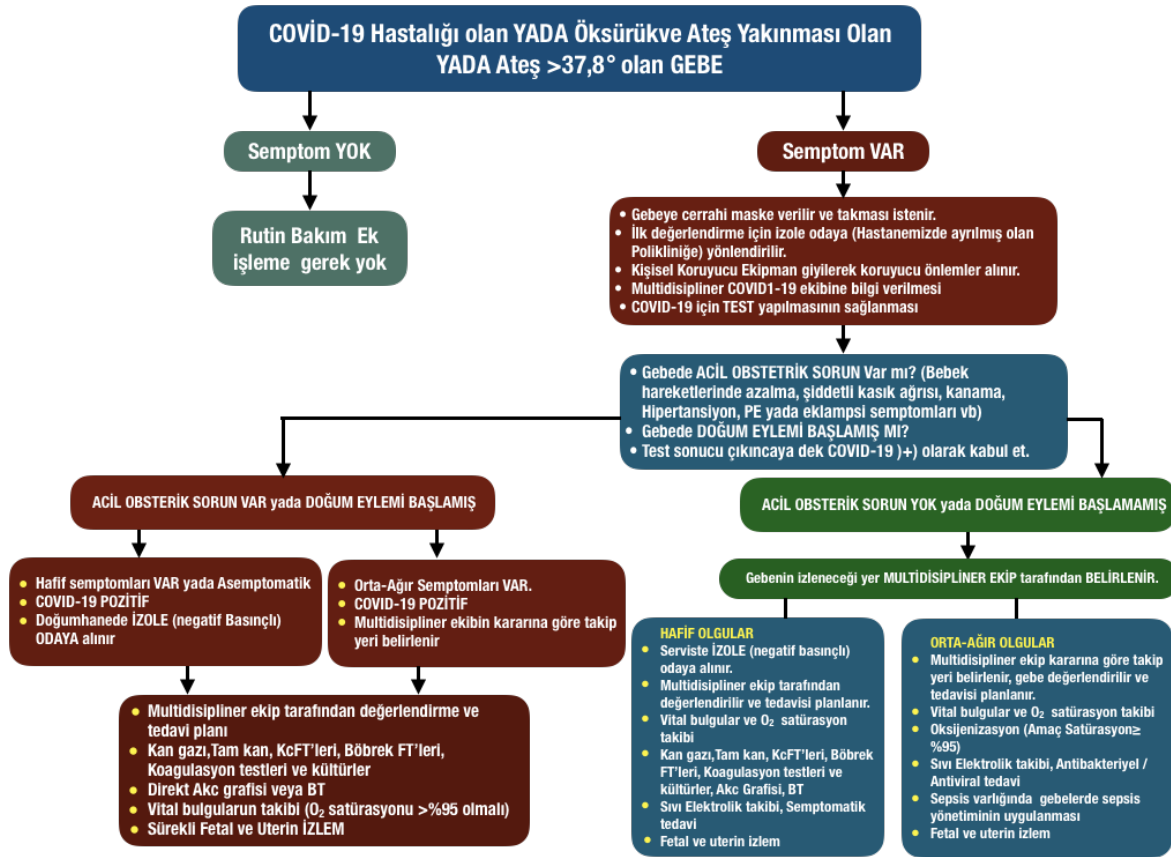 COVİD-19 Hastalığı olan YADA Öksürükve Ateş Yakınması Olan
YADA Ateş >37,8° olan GEBE
Semptom YOK
Semptom VAR
Rutin Bakım Ek
işleme gerek yok
• Gebeye cerrahi maske verilir ve takması istenir.
• İlk değerlendirme için izole odaya (Hastanemizde ayrılmış olan
Polikliniğe) yönlendirilir.
• Kişisel Koruyucu Ekipman giyilerek koruyucu önlemler alınır.
• Multidisipliner COVID1-19 ekibine bilgi verilmesi
• COVID-19 için TEST yapılmasının sağlanması
• Gebede ACİL OBSTETRİK SORUN Var mı? (Bebek
hareketlerinde azalma, şiddetli kasık ağrısı, kanama,
Hipertansiyon, PE yada eklampsi semptomları vb)
• Gebede DOĞUM EYLEMİ BAŞLAMIŞ MI?
• Test sonucu çıkıncaya dek COVID-19 )+) olarak kabul et.
ACİL OBSTERİK SORUN VAR yada DOĞUM EYLEMİ BAŞLAMIŞ
ACİL OBSTERİK SORUN YOK yada DOĞUM EYLEMİ BAŞLAMAMIŞ
• Hafif semptomları VAR yada Asemptomatik
• COVID-19 POZİTİF
• Doğumhanede İZOLE (negatif Basınçlı)
ODAYA alınır
• Orta-Ağır Semptomları VAR.
• COVID-19 POZİTİF
• Multidisipliner ekibin kararına göre takip
yeri belirlenir
Gebenin izleneceği yer MULTİDİSİPLİNER EKİP tarafından BELİRLENİR.
• Multidisipliner ekip tarafından değerlendirme ve
tedavi planı
• Kan gazı,Tam kan, KcFT'leri, Böbrek FT'leri,
Koagulasyon testleri ve kültürler
• Direkt Akc grafisi veya BT
• Vital bulgurun takibi (O₂ satürasyonu >%95 olmalı)
• Sürekli Fetal ve Uterin İZLEM
HAFİF OLGULAR
• Serviste İZOLE (negatif basınçlı)
odaya alınır.
• Multidisipliner ekip tarafından
değerlendirilir ve tedavisi planlanır.
• Vital bulgular ve O₂ satürasyon
takibi
• Kan gazı,Tam kan, KcFT'leri, Böbrek
FT'leri, Koagulasyon testleri ve
kültürler, Akc Grafisi, BT
• Sıvı Elektrolik takibi, Semptomatik
tedavi
• Fetal ve uterin izlem
ORTA-AĞIR OLGULAR
• Multidisipliner ekip kararına göre takip
yeri belirlenir, gebe değerlendirilir ve
tedavisi planlanır.
• Vital bulgular ve O₂ satürasyon takibi
• Oksijenizasyon (Amaç Satürasyon≥
%95)
• Sıvı Elektrolik takibi, Antibakteriyel /
Antiviral tedavi
• Sepsis varlığında gebelerde sepsis
yönetiminin uygulanması
• Fetal ve uterin izlem